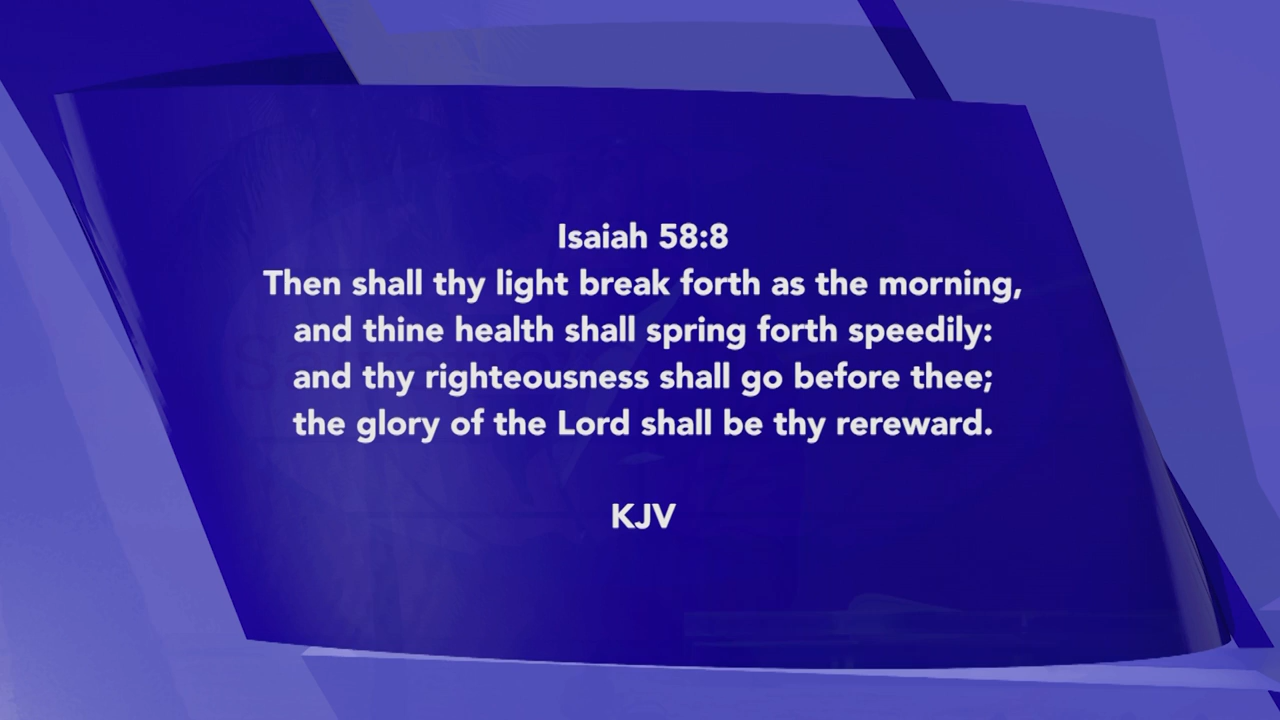 Isaiah 58:8
Then shall thy light break forth as the morning,
and thine health shall spring forth speedily:
and thy righteousness shall go before thee;
the glory of the Lord shall be thy rereward.
KJV